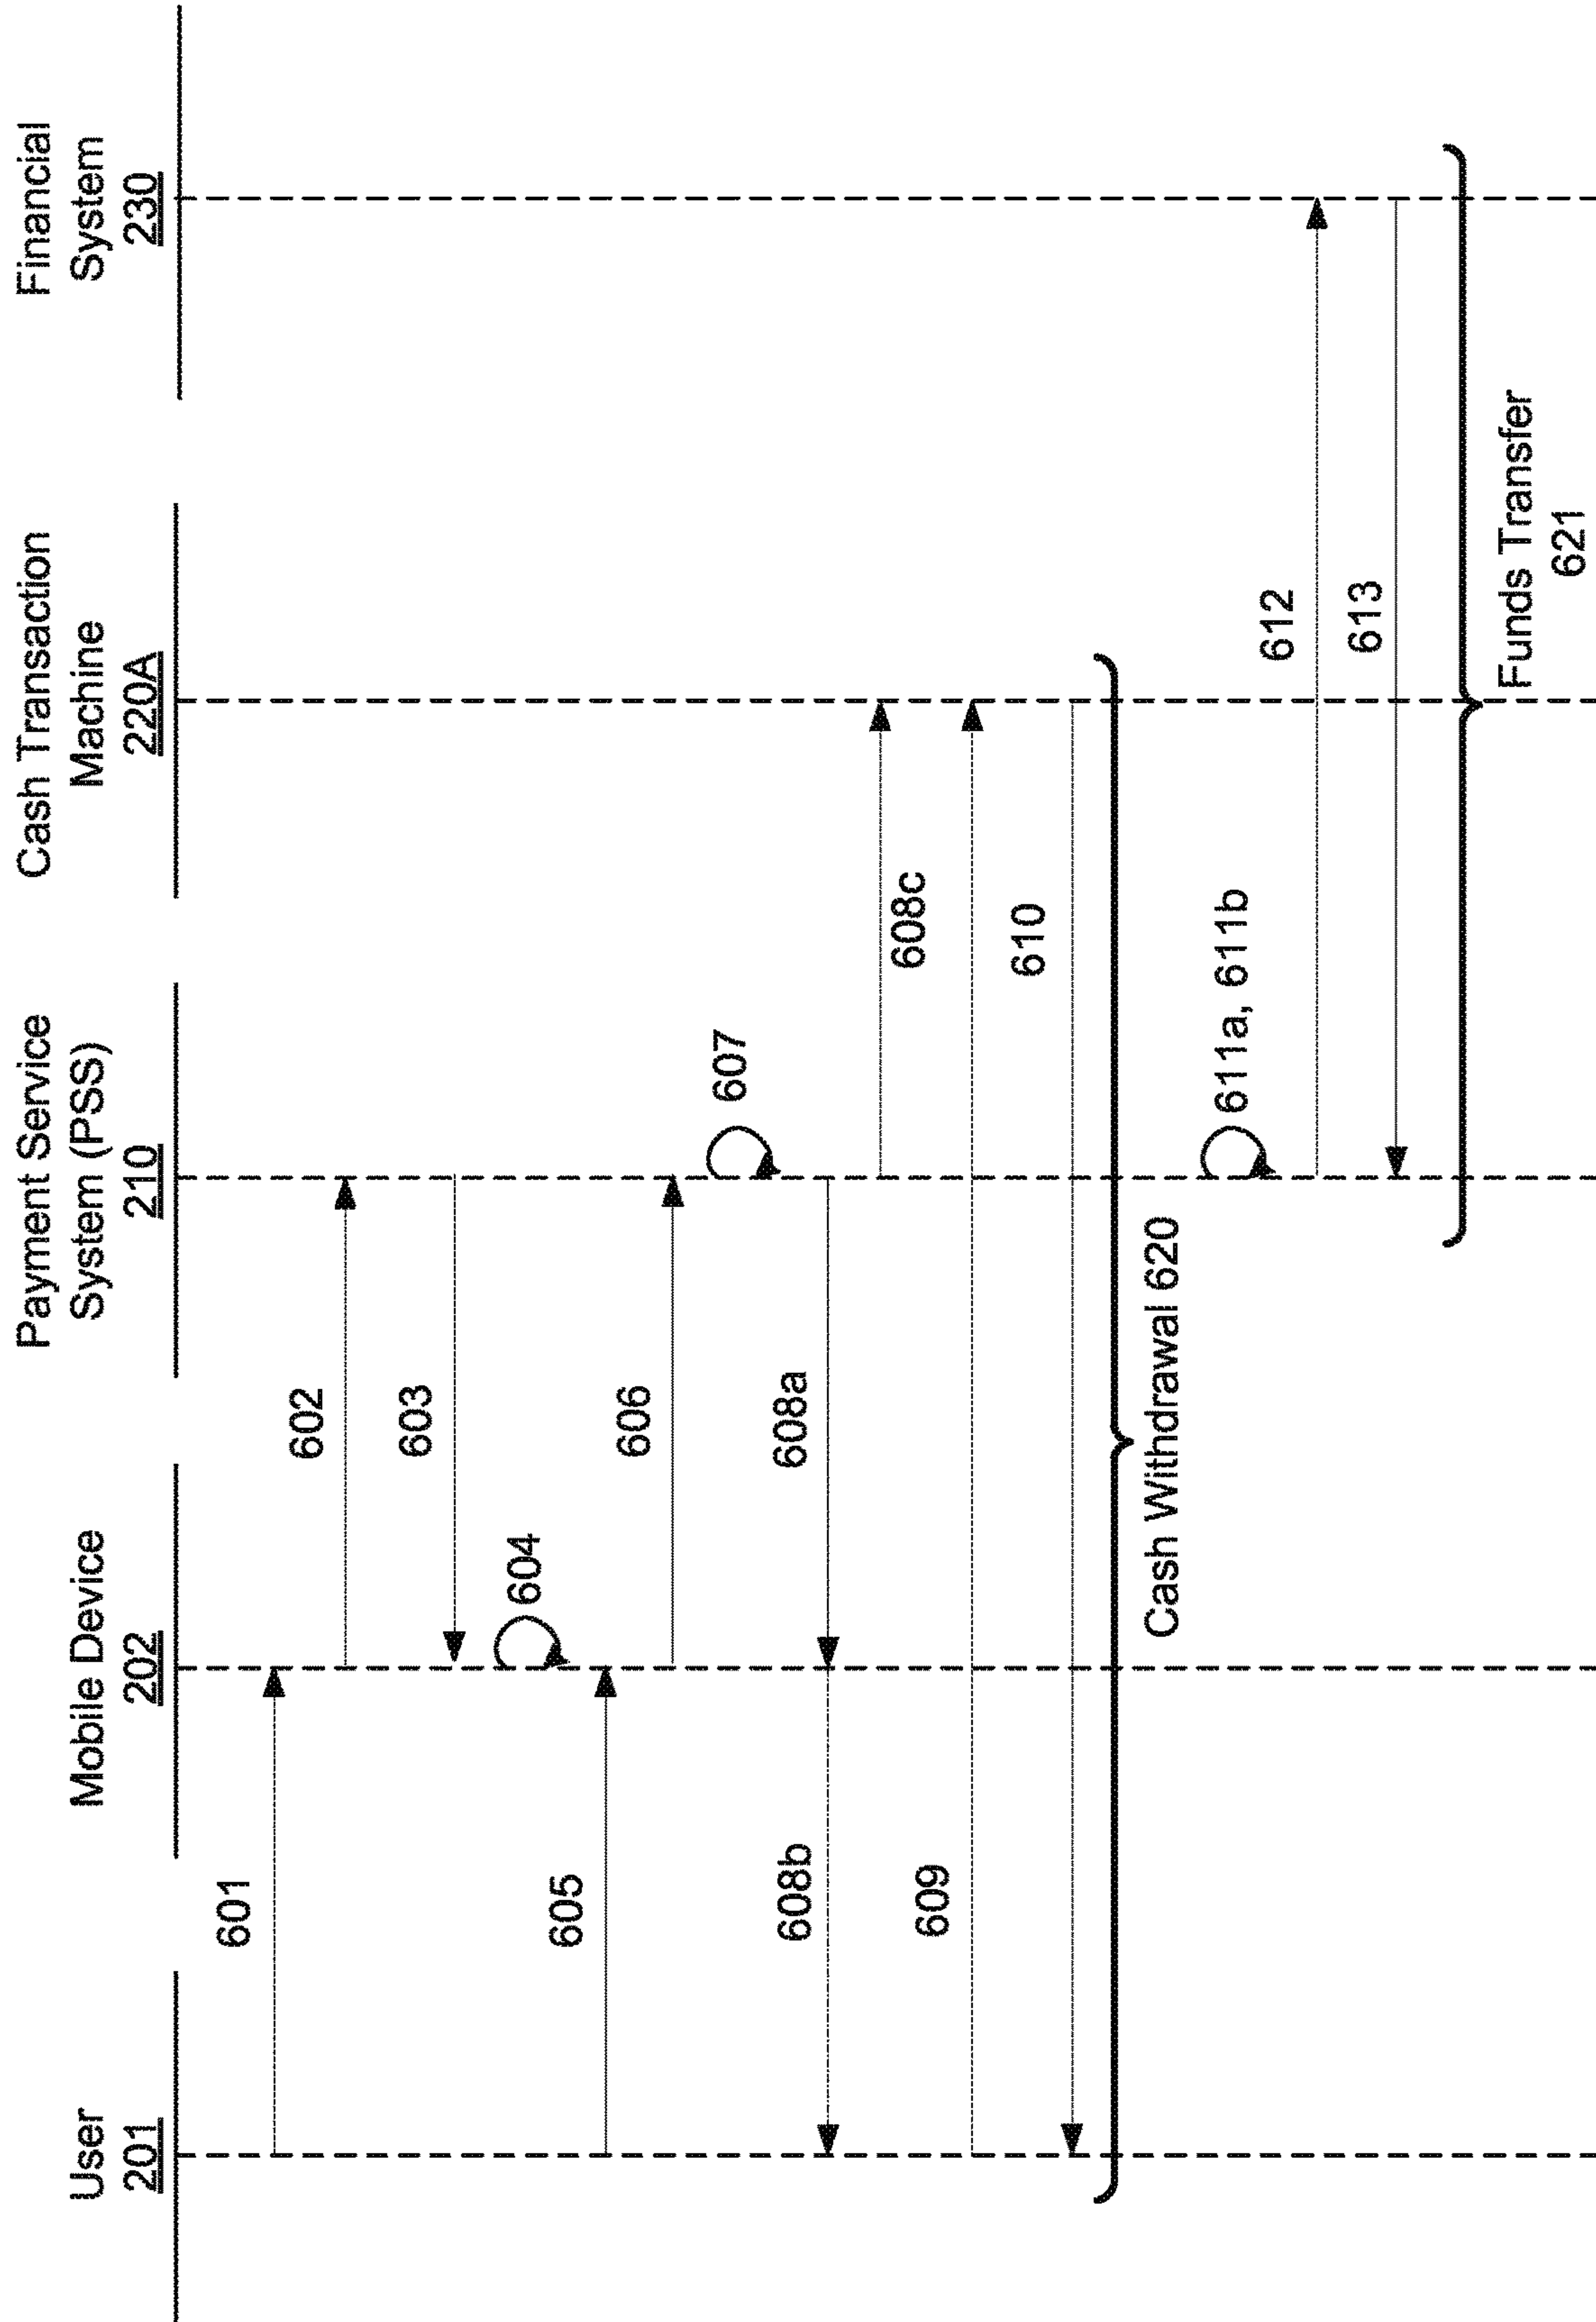 User
201
Mobile Device
202
Payment Service
System (PSS)
210
Cash Transaction
Machine
220A
Financial
System
230
601
602
603
604
605
606
607
608b
608a
608c
609
610
Cash Withdrawal 620
611a, 611b
612
613
Funds Transfer
621